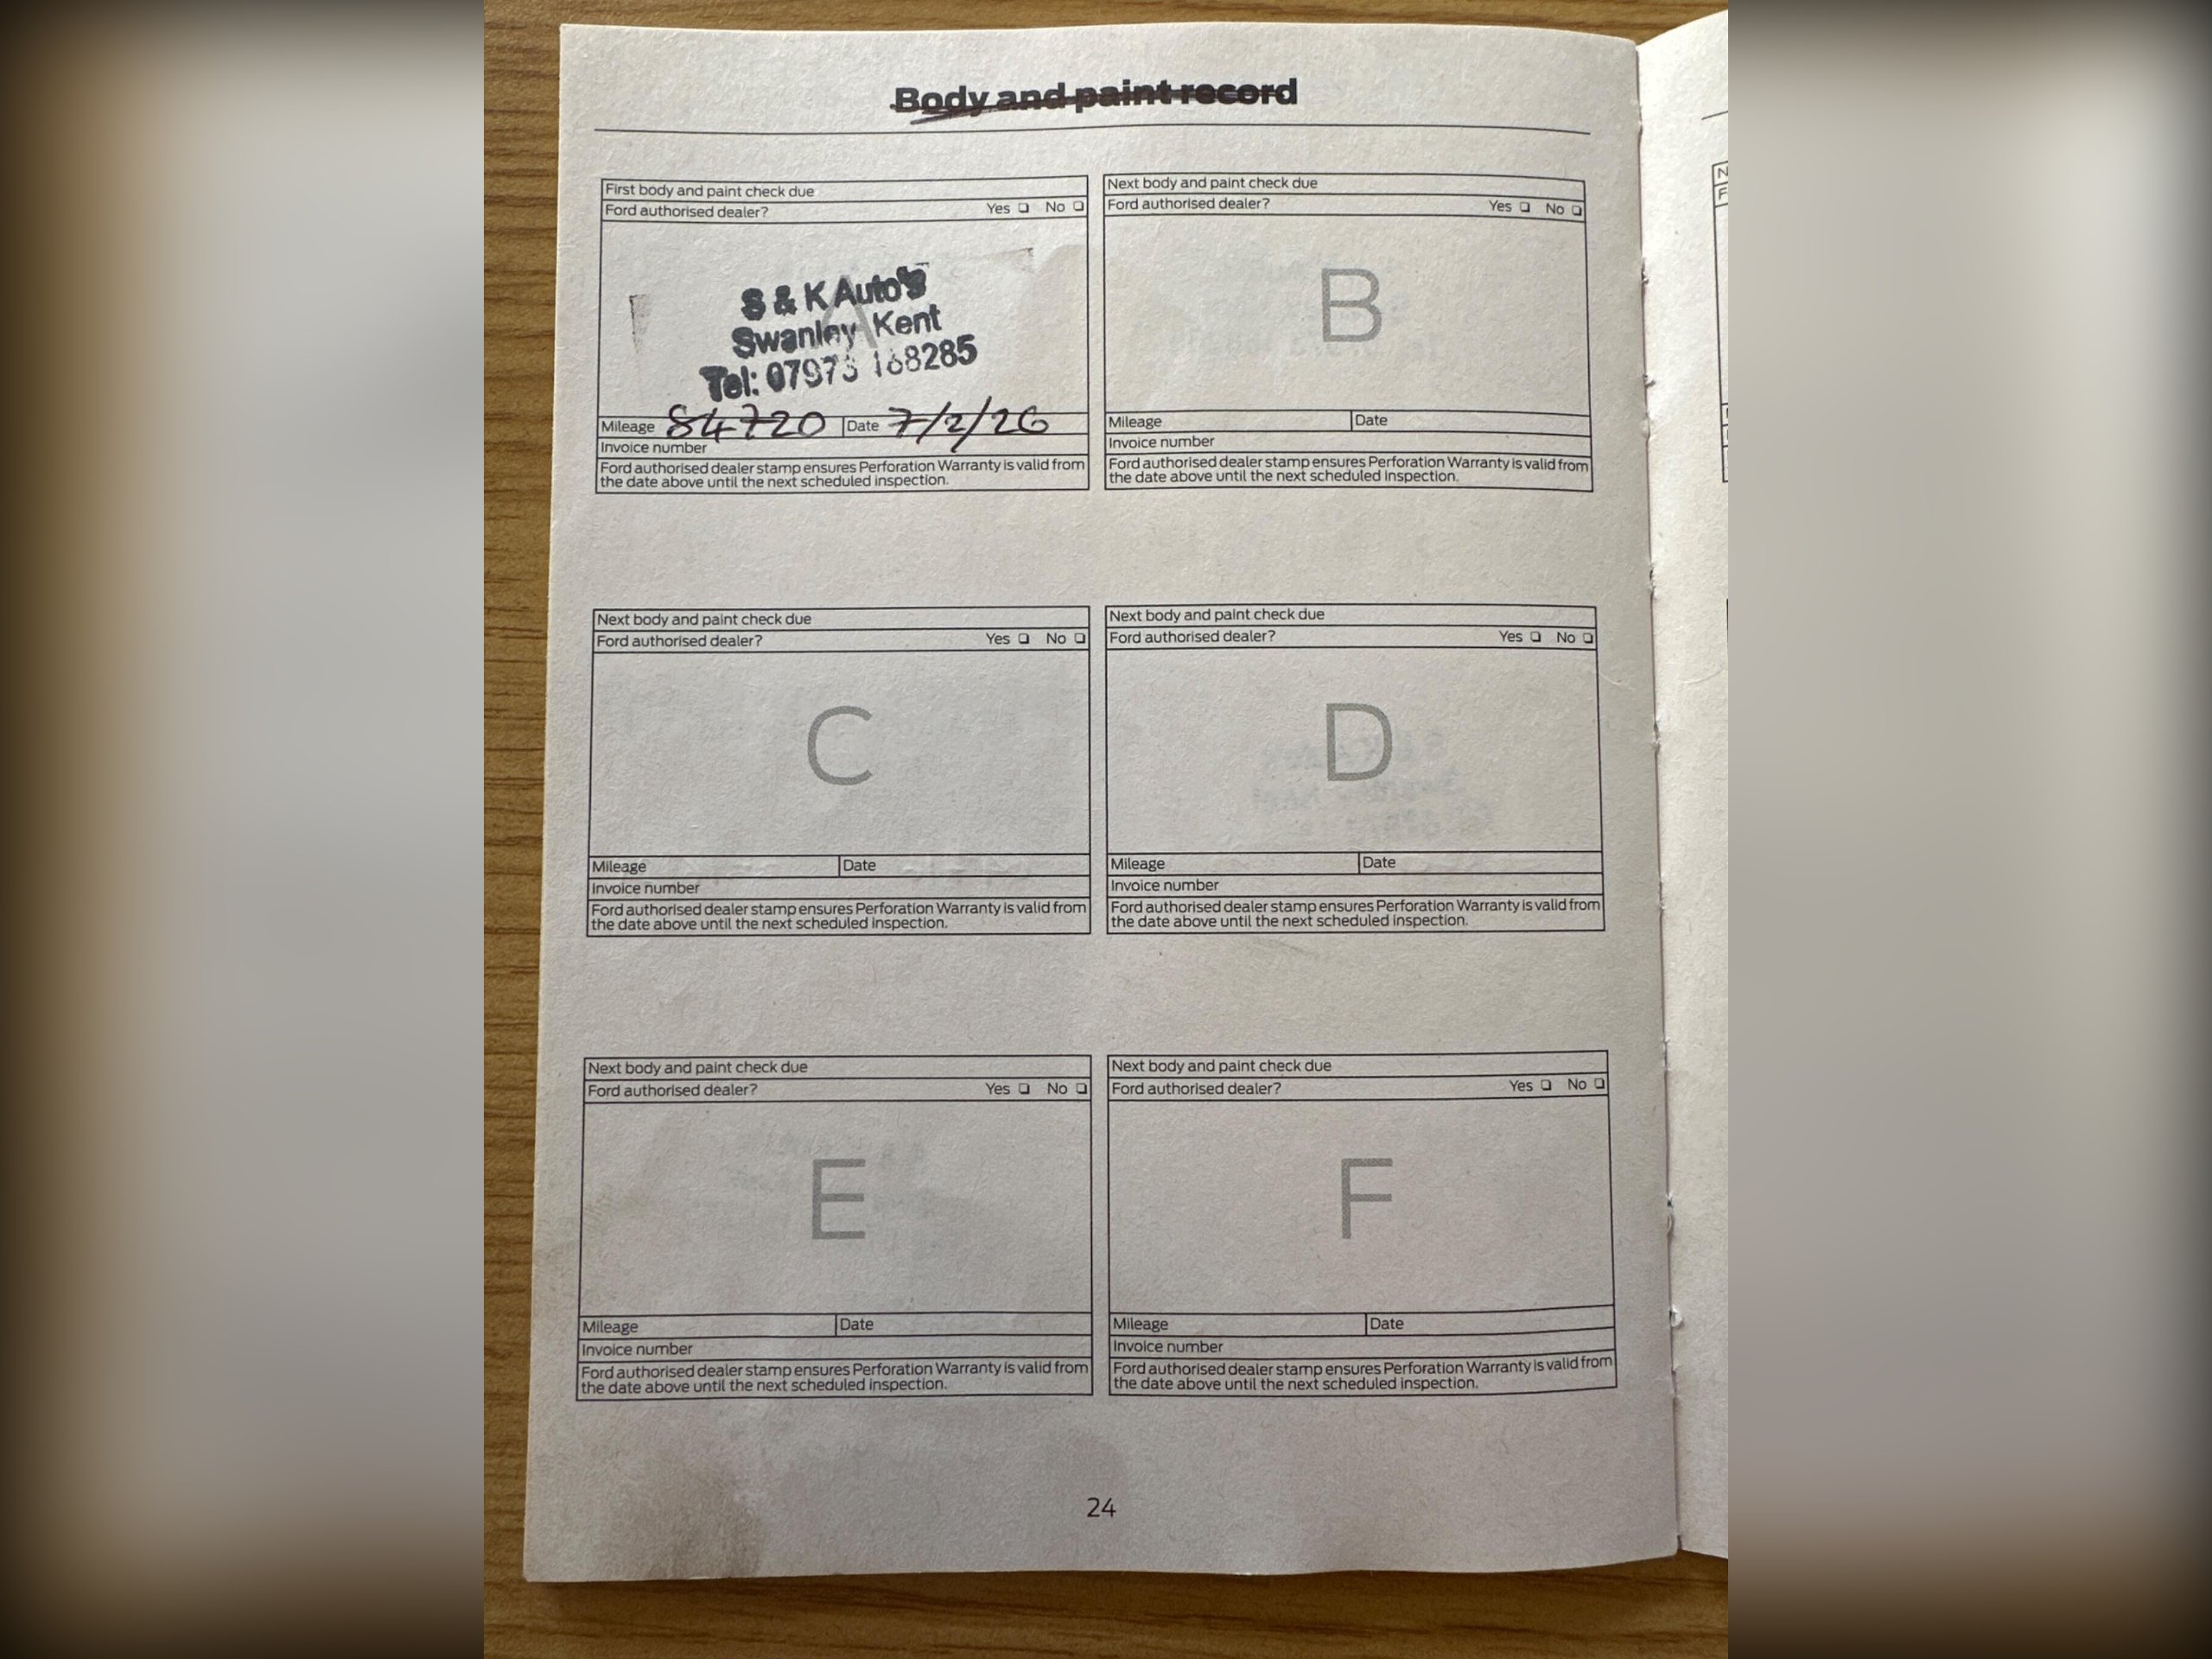 Body and paint record
First body and paint check due
Ford authorised dealer? Yes ❏ No ❏
A
S & K Auto's
Swanley Kent
Tel: 07973 168285
Mileage 84720 Date 7/2/26
Invoice number
Ford authorised dealer stamp ensures Perforation Warranty is valid from
the date above until the next scheduled inspection.
Next body and paint check due
Ford authorised dealer? Yes ❏ No ❏
B
Mileage Date
Invoice number
Ford authorised dealer stamp ensures Perforation Warranty is valid from
the date above until the next scheduled inspection.
Next body and paint check due
Ford authorised dealer? Yes ❏ No ❏
C
Mileage Date
Invoice number
Ford authorised dealer stamp ensures Perforation Warranty is valid from
the date above until the next scheduled inspection.
Next body and paint check due
Ford authorised dealer? Yes ❏ No ❏
D
Mileage Date
Invoice number
Ford authorised dealer stamp ensures Perforation Warranty is valid from
the date above until the next scheduled inspection.
Next body and paint check due
Ford authorised dealer? Yes ❏ No ❏
E
Mileage Date
Invoice number
Ford authorised dealer stamp ensures Perforation Warranty is valid from
the date above until the next scheduled inspection.
Next body and paint check due
Ford authorised dealer? Yes ❏ No ❏
F
Mileage Date
Invoice number
Ford authorised dealer stamp ensures Perforation Warranty is valid from
the date above until the next scheduled inspection.
24